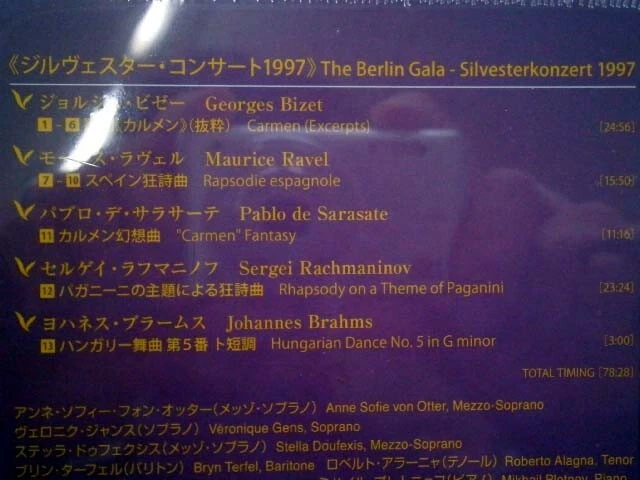 《ジルヴェスター・コンサート1997》 The Berlin Gala - Silvesterkonzert 1997
ビゼー Georges Bizet
1 - 6 《カルメン》(抜粋) Carmen (Excerpts) [24:56]
ラヴェル Maurice Ravel
7 - 10 スペイン狂詩曲 Rapsodie espagnole [15:50]
パブロ・デ・サラサーテ Pablo de Sarasate
11 カルメン幻想曲 "Carmen" Fantasy [11:16]
セルゲイ・ラフマニノフ Sergei Rachmaninov
12 パガニーニの主題による狂詩曲 Rhapsody on a Theme of Paganini [23:24]
ヨハネス・ブラームス Johannes Brahms
13 ハンガリー舞曲 第5番 ト短調 Hungarian Dance No. 5 in G minor [3:00]
TOTAL TIMING [78:28]
アンネ・ソフィー・フォン・オッター(メッゾ・ソプラノ) Anne Sofie von Otter, Mezzo-Soprano
ヴェロニク・ジャンス(ソプラノ) Véronique Gens, Soprano
ステッラ・ドゥフェクシス(メッゾ・ソプラノ) Stella Doufexis, Mezzo-Soprano
ブリン・ターフェル(バリトン) Bryn Terfel, Baritone ロベルト・アラーニャ(テノール) Roberto Alagna, Tenor
Mikhail Pletnev, Piano